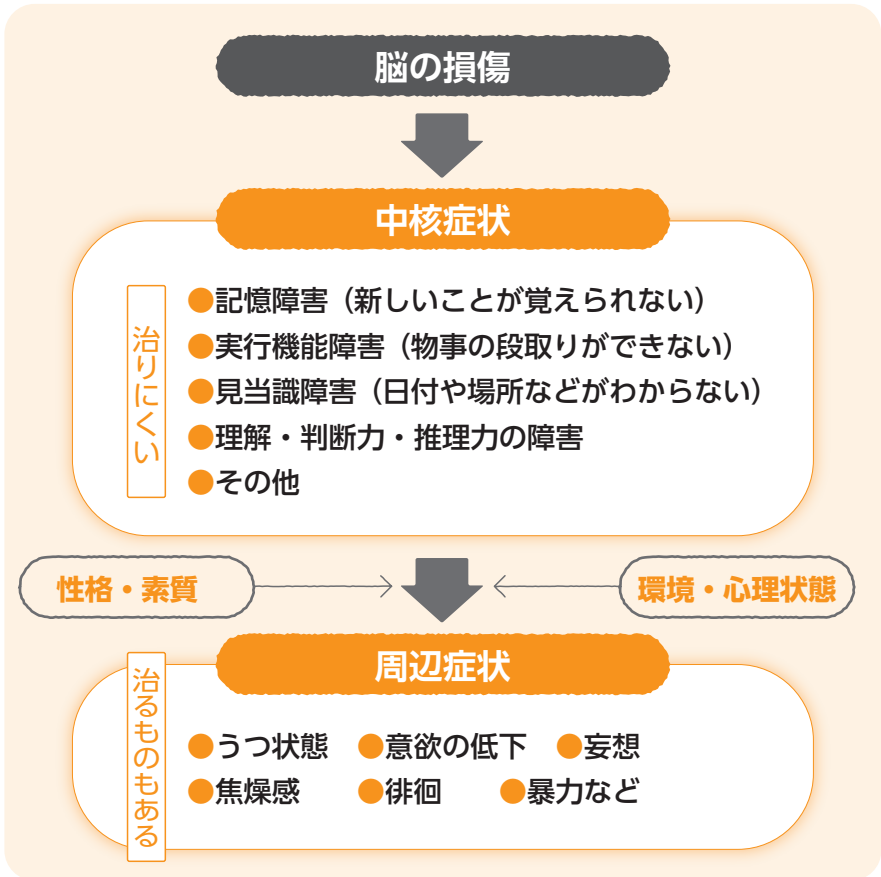 脳の損傷
中核症状
治りにくい
●記憶障害（新しいことが覚えられない）
●実行機能障害（物事の段取りができない）
●見当識障害（日付や場所などがわからない）
●理解・判断力・推理力の障害
●その他
性格・素質
環境・心理状態
周辺症状
治るものもある
●うつ状態 ●意欲の低下 ●妄想
●焦燥感 ●徘徊 ●暴力など